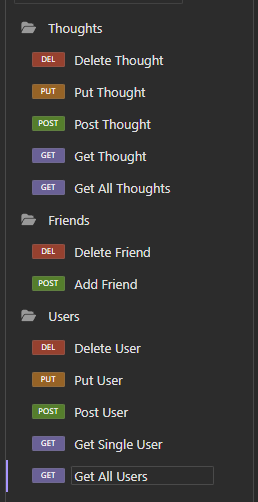 Thoughts
DEL Delete Thought
PUT Put Thought
POST Post Thought
GET Get Thought
GET Get All Thoughts
Friends
DEL Delete Friend
POST Add Friend
Users
DEL Delete User
PUT Put User
POST Post User
GET Get Single User
GET Get All Users